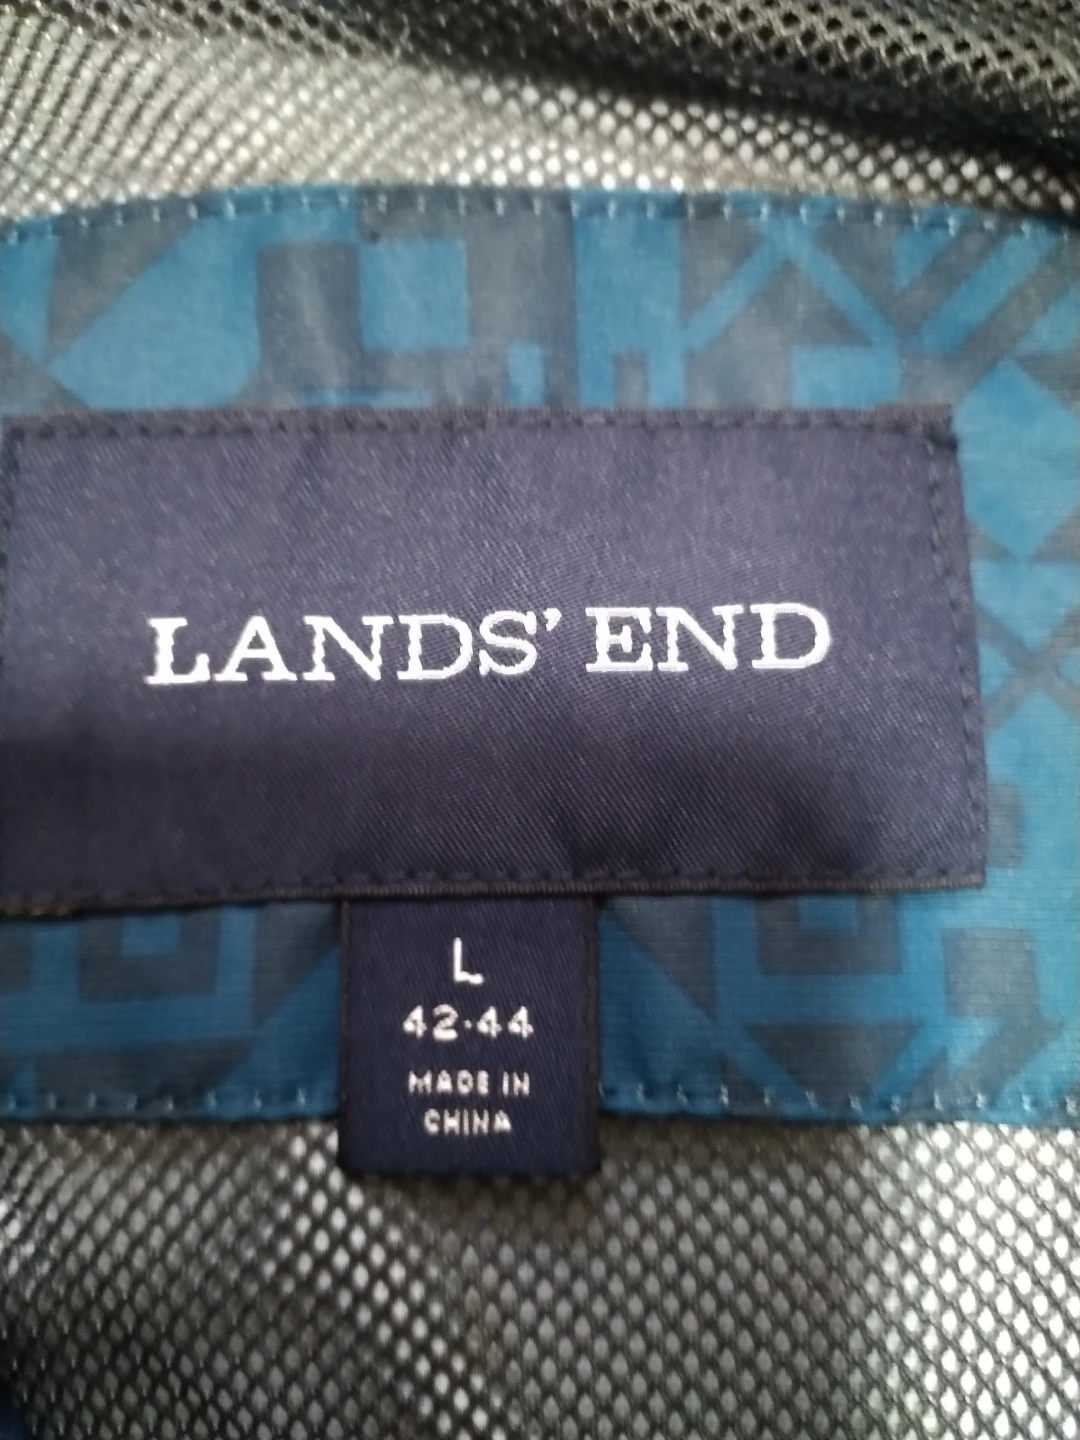 LANDS' END
L
42-44
MADE IN
CHINA